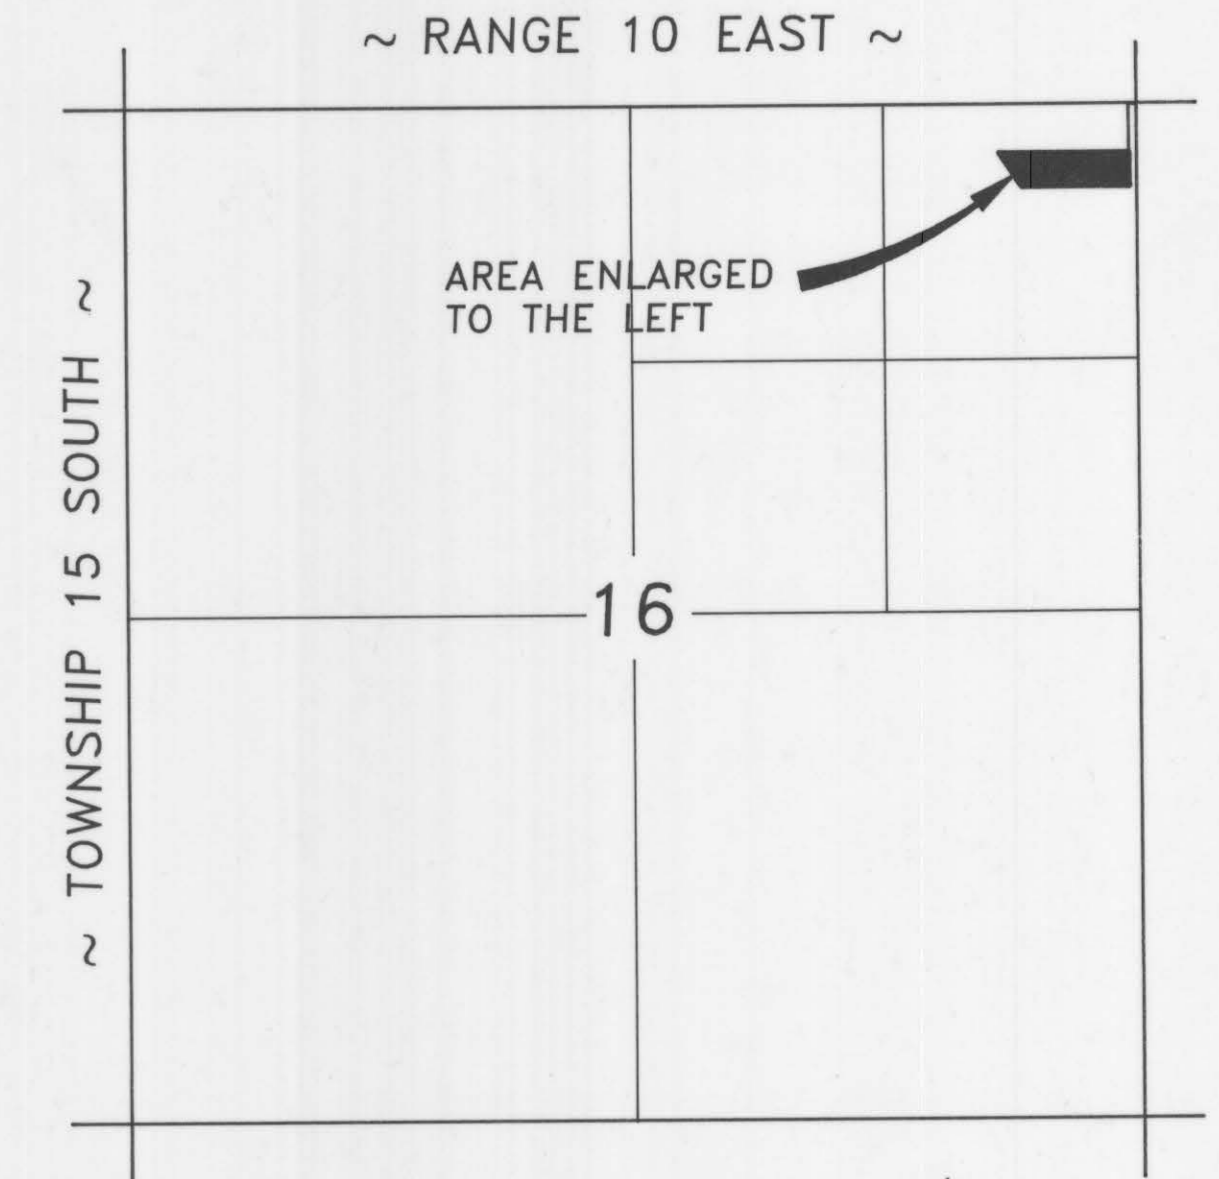 ~ RANGE 10 EAST ~
AREA ENLARGED
TO THE LEFT
~ TOWNSHIP 15 SOUTH ~
16